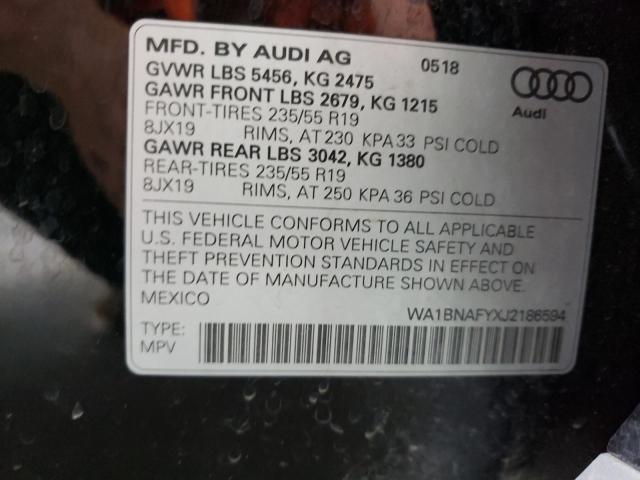 MFD. BY AUDI AG 0518
GVWR LBS 5456, KG 2475
GAWR FRONT LBS 2679, KG 1215
FRONT-TIRES 235/55 R19
8JX19 RIMS, AT 230 KPA 33 PSI COLD
GAWR REAR LBS 3042, KG 1380
REAR-TIRES 235/55 R19
8JX19 RIMS, AT 250 KPA 36 PSI COLD
Audi
THIS VEHICLE CONFORMS TO ALL APPLICABLE
U.S. FEDERAL MOTOR VEHICLE SAFETY AND
THEFT PREVENTION STANDARDS IN EFFECT ON
THE DATE OF MANUFACTURE SHOWN ABOVE.
MEXICO
WA1BNAFYXJ2186594
TYPE:
MPV